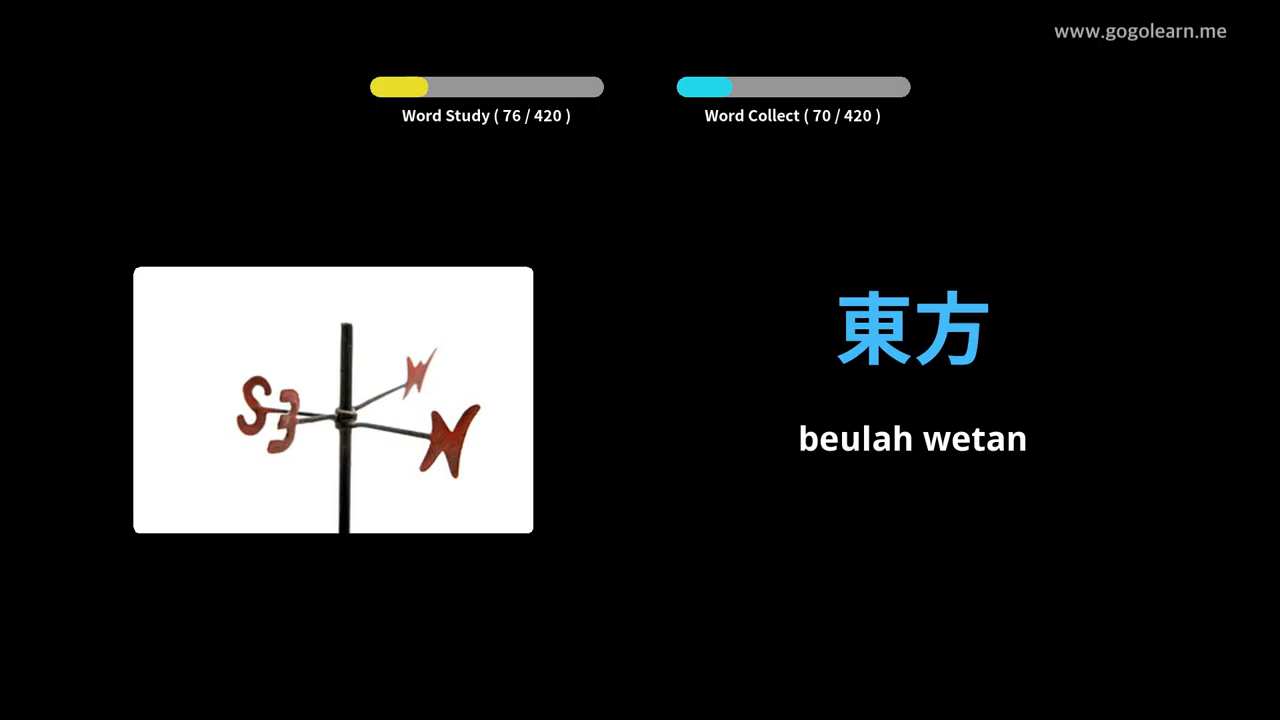 www.gogolearn.me
Word Study ( 76 / 420 )
Word Collect ( 70 / 420 )
東方
beulah wetan
S
E
N